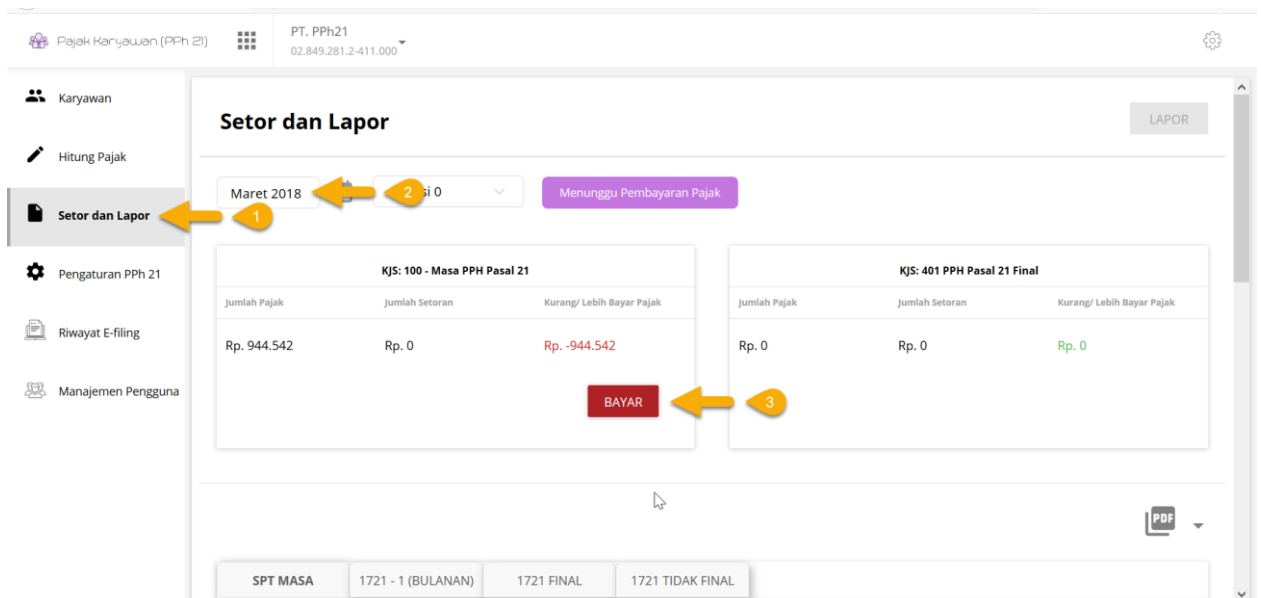 Pajak Karyawan (PPh 21)
PT. PPh21
02.849.281.2-411.000
Karyawan
Hitung Pajak
Setor dan Lapor
Pengaturan PPh 21
Riwayat E-filing
Manajemen Pengguna
1
Setor dan Lapor
LAPOR
Maret 2018
2
si 0
Menunggu Pembayaran Pajak
KJS: 100 - Masa PPH Pasal 21
Jumlah Pajak Jumlah Setoran Kurang/ Lebih Bayar Pajak
Rp. 944.542 Rp. 0 Rp. -944.542
BAYAR
3
KJS: 401 PPH Pasal 21 Final
Jumlah Pajak Jumlah Setoran Kurang/ Lebih Bayar Pajak
Rp. 0 Rp. 0 Rp. 0
PDF
SPT MASA 1721 - 1 (BULANAN) 1721 FINAL 1721 TIDAK FINAL